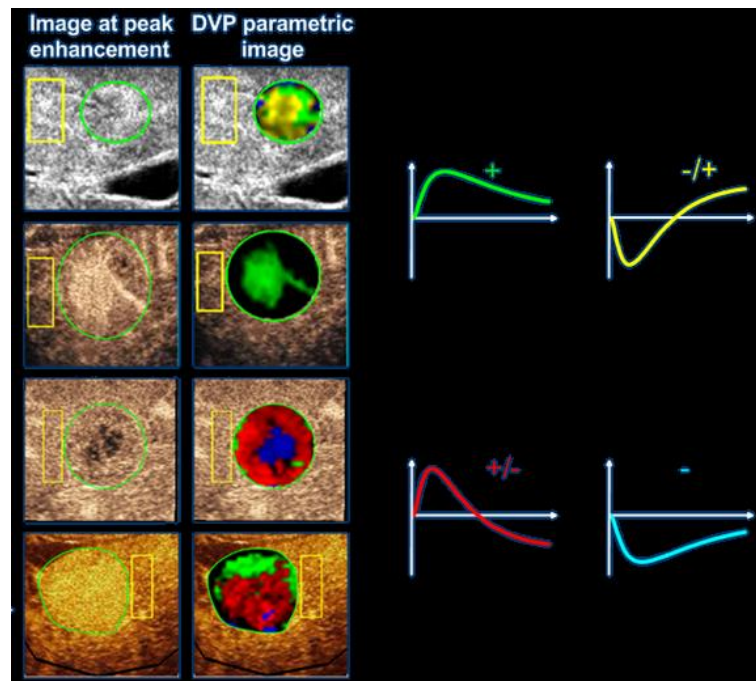 Image at peak
enhancement
DVP parametric
image
+
-/+
+/-
-